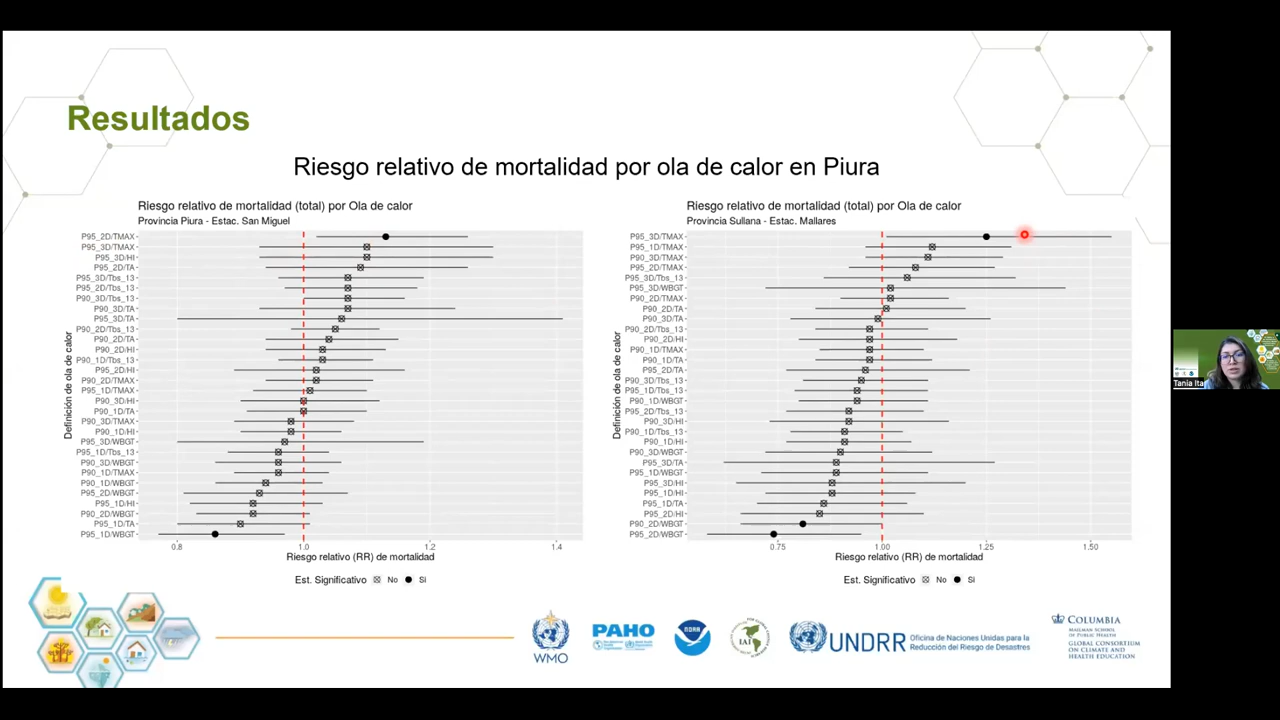 Resultados
Riesgo relativo de mortalidad por ola de calor en Piura
Riesgo relativo de mortalidad (total) por Ola de calor
Provincia Piura - Estac. San Miguel
Definición de ola de calor
P95_2D/TMAX
P95_3D/TMAX
P95_3D/HI
P95_2D/TA
P95_3D/Tbs_13
P95_2D/Tbs_13
P90_3D/Tbs_13
P90_3D/TA
P95_3D/TA
P90_2D/Tbs_13
P90_2D/TA
P90_2D/HI
P90_1D/Tbs_13
P95_2D/HI
P90_2D/TMAX
P95_1D/TMAX
P90_3D/HI
P90_1D/TA
P90_3D/TMAX
P90_1D/HI
P95_3D/WBGT
P95_1D/Tbs_13
P90_3D/WBGT
P90_1D/TMAX
P90_1D/WBGT
P95_2D/WBGT
P95_1D/HI
P90_2D/WBGT
P95_1D/TA
P95_1D/WBGT
0.8 1.0 1.2 1.4
Riesgo relativo (RR) de mortalidad
Est. Significativo No Si
Riesgo relativo de mortalidad (total) por Ola de calor
Provincia Sullana - Estac. Mallares
Definición de ola de calor
P95_3D/TMAX
P95_1D/TMAX
P90_3D/TMAX
P95_2D/TMAX
P95_3D/Tbs_13
P95_3D/WBGT
P90_2D/TMAX
P90_2D/TA
P90_3D/TA
P90_2D/Tbs_13
P90_2D/HI
P90_1D/TMAX
P90_1D/TA
P95_2D/TA
P90_3D/Tbs_13
P95_1D/Tbs_13
P90_1D/WBGT
P95_2D/Tbs_13
P90_3D/HI
P90_1D/Tbs_13
P90_1D/HI
P90_3D/WBGT
P95_3D/TA
P95_1D/WBGT
P95_3D/HI
P95_1D/HI
P95_1D/TA
P95_2D/HI
P90_2D/WBGT
P95_2D/WBGT
0.75 1.00 1.25 1.50
Riesgo relativo (RR) de mortalidad
Est. Significativo No Si
WMO
PAHO
NOAA
IAI
UNDRR
Oficina de Naciones Unidas para la
Reducción del Riesgo de Desastres
COLUMBIA
MAILMAN SCHOOL
OF PUBLIC HEALTH
GLOBAL CONSORTIUM
ON CLIMATE AND
HEALTH EDUCATION
Tania Ita